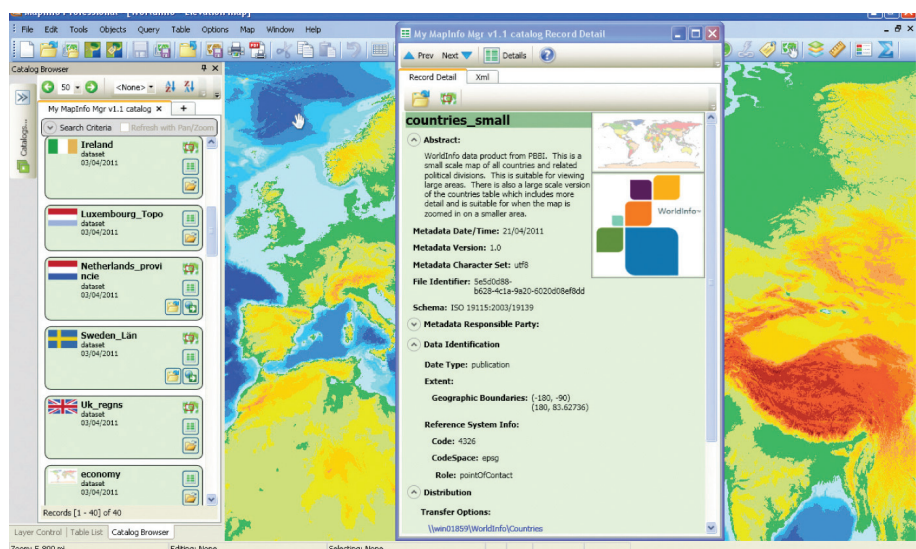 MapInfo Professional - [WorldInfo - Elevation map]
File Edit Tools Objects Query Table Options Map Window Help
Catalog Browser
50 <None>
My MapInfo Mgr v1.1 catalog × +
Search Criteria Refresh with Pan/Zoom
Catalogs...
Ireland
dataset
03/04/2011
Luxembourg_Topo
dataset
03/04/2011
Netherlands_provi
ncie
dataset
03/04/2011
Sweden_Län
dataset
03/04/2011
Uk_regns
dataset
03/04/2011
economy
dataset
03/04/2011
Records [1 - 40] of 40
Layer Control Table List Catalog Browser
Editing: None
Selecting: None
My MapInfo Mgr v1.1 catalog Record Detail
Prev Next Details
Record Detail Xml
countries_small
Abstract:
WorldInfo data product from PBBI. This is a
small scale map of all countries and related
political divisions. This is suitable for viewing
large areas. There is also a large scale version
of the countries table which includes more
detail and is suitable for when the map is
zoomed in on a smaller area.
WorldInfo
Metadata Date/Time: 21/04/2011
Metadata Version: 1.0
Metadata Character Set: utf8
File Identifier: 5e5d0d88-
b628-4c1a-9a20-6020d08ef8dd
Schema: ISO 19115:2003/19139
Metadata Responsible Party:
Data Identification
Date Type: publication
Extent:
Geographic Boundaries: (-180, -90)
(180, 83.62736)
Reference System Info:
Code: 4326
CodeSpace: epsg
Role: pointOfContact
Distribution
Transfer Options:
\\win01859\WorldInfo\Countries